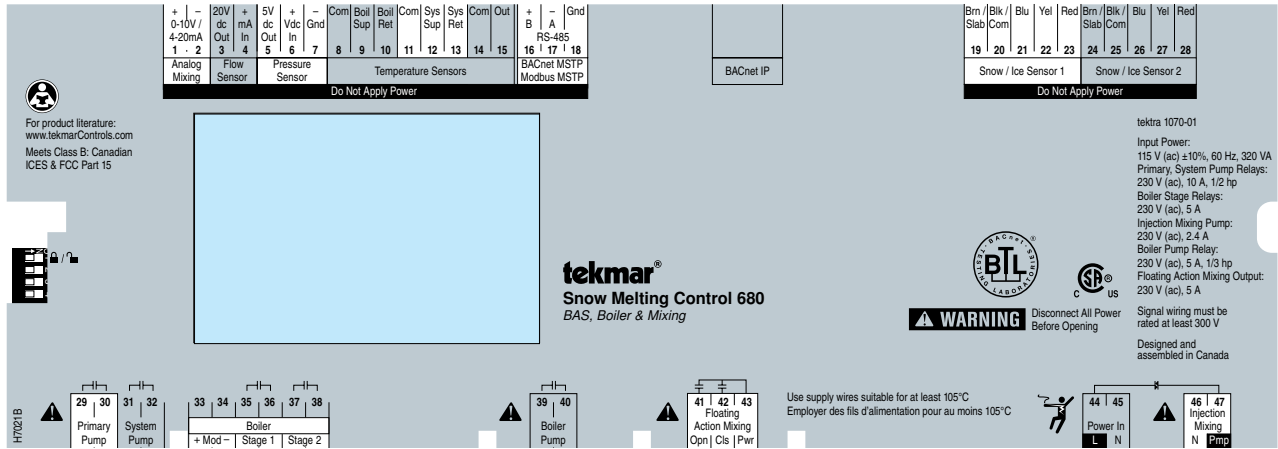 + –
0-10V /
4-20mA
1 · 2
Analog
Mixing
20V +
dc mA
Out In
3 4
Flow
Sensor
5V + –
dc Vdc Gnd
Out In
5 6 7
Pressure
Sensor
Com Boil Boil Com Sys Sys Com Out
Sup Ret Sup Ret
8 9 10 11 12 13 14 15
Temperature Sensors
+ – Gnd
B A
RS-485
16 17 18
BACnet MSTP
Modbus MSTP
Do Not Apply Power
BACnet IP
Brn / Blk / Blu Yel Red
Slab Com
19 20 21 22 23
Snow / Ice Sensor 1
Brn / Blk / Blu Yel Red
Slab Com
24 25 26 27 28
Snow / Ice Sensor 2
Do Not Apply Power
For product literature:
www.tekmarControls.com
Meets Class B: Canadian
ICES & FCC Part 15
/
tekmar®
Snow Melting Control 680
BAS, Boiler & Mixing
BACnet
TESTING LABORATORIES
BTL
®
CSA®
C US
WARNING
Disconnect All Power
Before Opening
tektra 1070-01
Input Power:
115 V (ac) ±10%, 60 Hz, 320 VA
Primary, System Pump Relays:
230 V (ac), 10 A, 1/2 hp
Boiler Stage Relays:
230 V (ac), 5 A
Injection Mixing Pump:
230 V (ac), 2.4 A
Boiler Pump Relay:
230 V (ac), 5 A, 1/3 hp
Floating Action Mixing Output:
230 V (ac), 5 A
Signal wiring must be
rated at least 300 V
Designed and
assembled in Canada
H7021B
29 30
Primary
Pump
31 32
System
Pump
33 34 35 36 37 38
Boiler
+ Mod – Stage 1 Stage 2
39 40
Boiler
Pump
41 42 43
Floating
Action Mixing
Opn Cls Pwr
Use supply wires suitable for at least 105°C
Employer des fils d'alimentation pour au moins 105°C
44 45
Power In
L N
46 47
Injection
Mixing
N Pmp